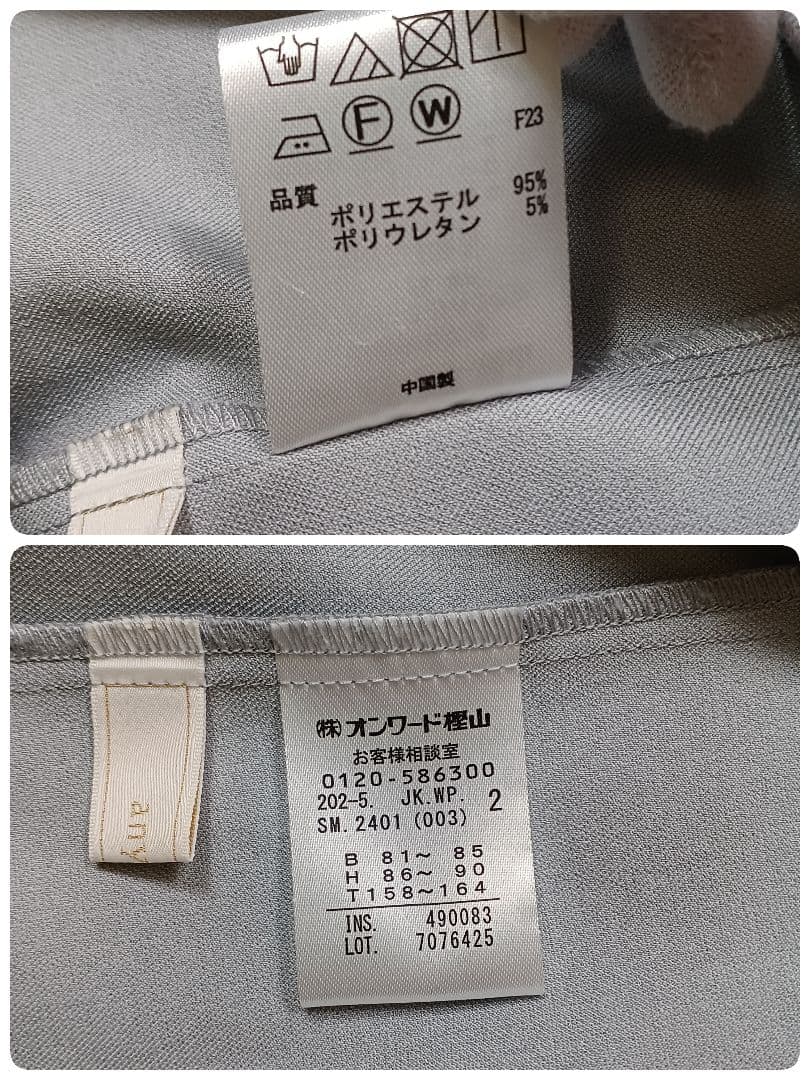 F
W
F23
品質
ポリエステル 95%
ポリウレタン 5%
中国製
any
㈱オンワード樫山
お客様相談室
0120-586300
202-5. JK.WP. 2
SM.2401 (003)
B 81～ 85
H 86～ 90
T158～164
INS. 490083
LOT. 7076425